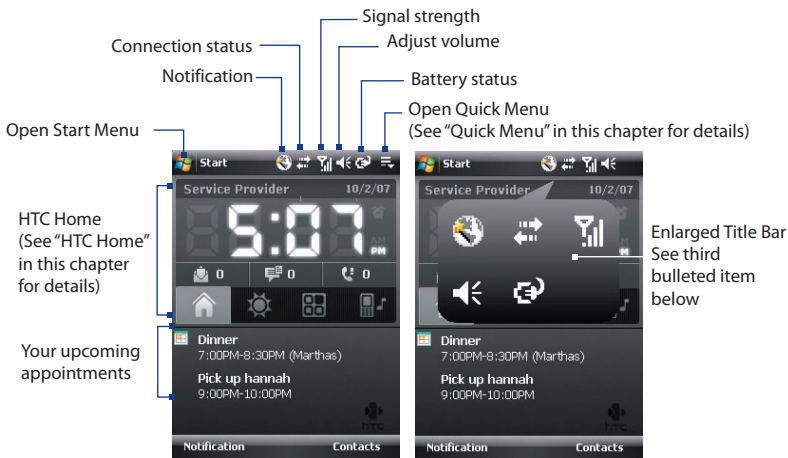 Signal strength
Connection status
Adjust volume
Notification
Battery status
Open Quick Menu
(See “Quick Menu” in this chapter for details)
Open Start Menu
Start
Start
Service Provider 10/2/07
Service Provider 10/2/07
5:07
AM
PM
HTC Home
(See “HTC Home”
in this chapter
for details)
Enlarged Title Bar
See third
bulleted item
below
0 0 0
Your upcoming
appointments
Dinner
7:00PM-8:30PM (Marthas)
Pick up hannah
9:00PM-10:00PM
hTC
Notification Contacts
Dinner
7:00PM-8:30PM (Marthas)
Pick up hannah
9:00PM-10:00PM
hTC
Notification Contacts